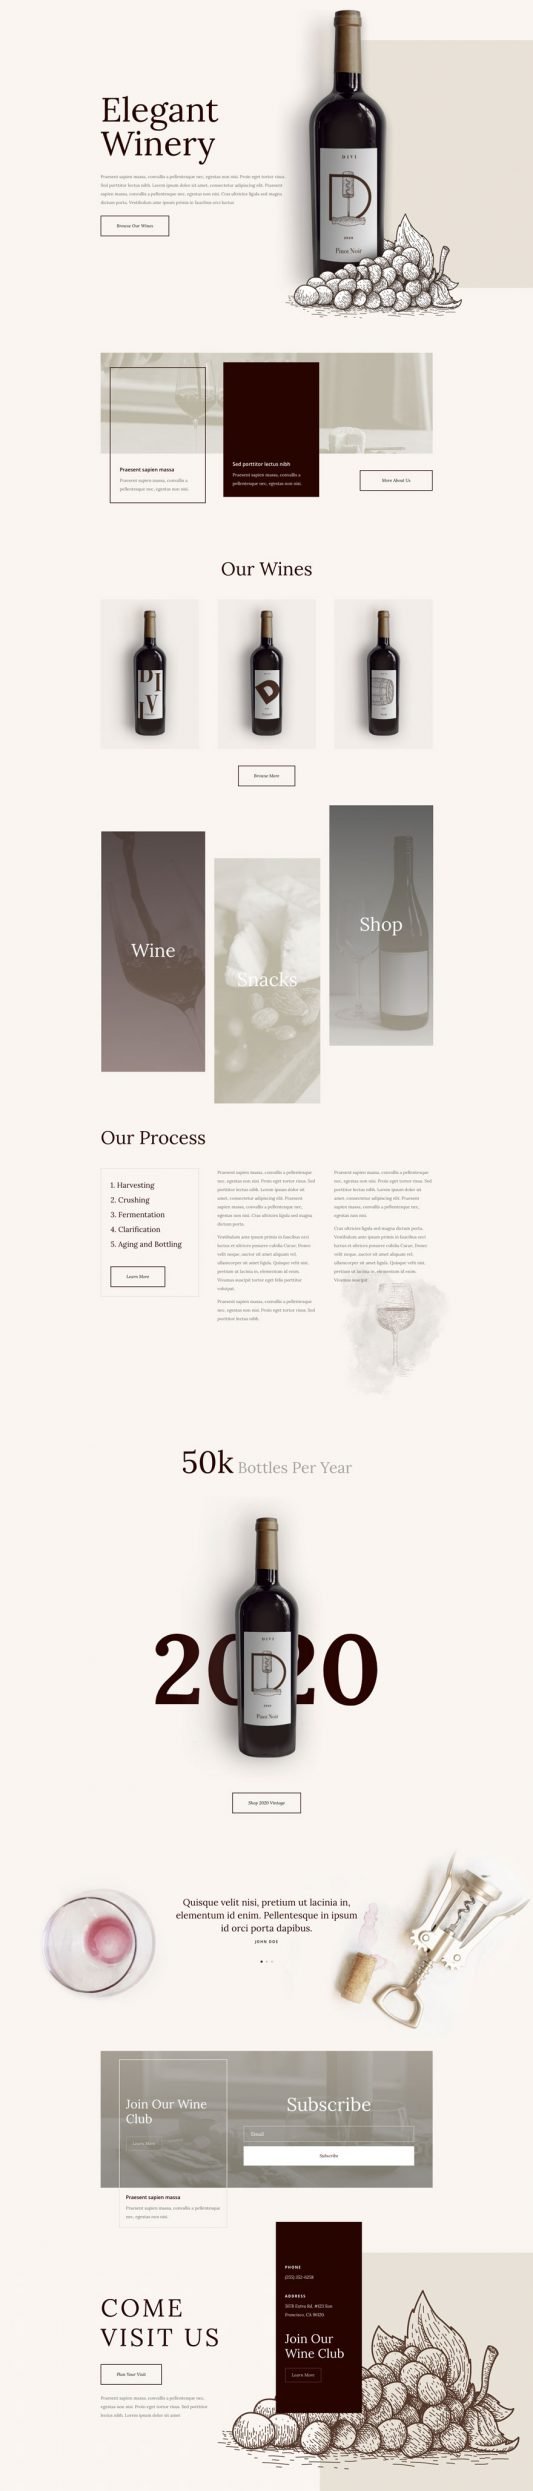 Elegant
Winery
Praesent sapien massa, convallis a pellentesque nec, egestas non nisi. Proin eget tortor risus.
Sed porttitor lectus nibh. Lorem ipsum dolor sit amet, consectetur adipiscing elit. Praesent
sapien massa, convallis a pellentesque nec, egestas non nisi. Cras ultricies ligula sed magna
dictum porta. Vestibulum ante ipsum primis in faucibus orci luctus
Browse Our Wines
DIVI
D
2020
Pinot Noir
Praesent sapien massa
Praesent sapien massa, convallis a
pellentesque nec, egestas non nisi.
Sed porttitor lectus nibh
Praesent sapien massa, convallis a
pellentesque nec, egestas non nisi.
More About Us
Our Wines
DIVI
D
Browse More
Wine
Snacks
Shop
Our Process
1. Harvesting
2. Crushing
3. Fermentation
4. Clarification
5. Aging and Bottling
Learn More
Praesent sapien massa, convallis a pellentesque
nec, egestas non nisi. Proin eget tortor risus. Sed
porttitor lectus nibh. Lorem ipsum dolor sit
amet, consectetur adipiscing elit. Praesent
sapien massa, convallis a pellentesque nec,
egestas non nisi. Cras ultricies ligula sed magna
dictum porta.
Vestibulum ante ipsum primis in faucibus orci
luctus et ultrices posuere cubilia Curae; Donec
velit neque, auctor sit amet aliquam vel,
ullamcorper sit amet ligula. Quisque velit nisi,
pretium ut lacinia in, elementum id enim.
Vivamus suscipit tortor eget felis porttitor
volutpat.
Praesent sapien massa, convallis a pellentesque
nec, egestas non nisi. Proin eget tortor risus. Sed
porttitor lectus nibh.
Praesent sapien massa, convallis a pellentesque
nec, egestas non nisi. Proin eget tortor risus. Sed
porttitor lectus nibh. Lorem ipsum dolor sit
amet, consectetur adipiscing elit. Praesent
sapien massa, convallis a pellentesque nec,
egestas non nisi.
Cras ultricies ligula sed magna dictum porta.
Vestibulum ante ipsum primis in faucibus orci
luctus et ultrices posuere cubilia Curae; Donec
velit neque, auctor sit amet aliquam vel,
ullamcorper sit amet ligula. Quisque velit nisi,
pretium ut lacinia in, elementum id enim.
Vivamus suscipit
50k Bottles Per Year
2020
DIVI
D
2020
Pinot Noir
Shop 2020 Vintage
Quisque velit nisi, pretium ut lacinia in,
elementum id enim. Pellentesque in ipsum
id orci porta dapibus.
JOHN DOE
Join Our Wine
Club
Learn More
Praesent sapien massa
Praesent sapien massa, convallis a pellentesque
nec, egestas non nisi.
Subscribe
Email
Subscribe
PHONE
(255) 352-6258
ADDRESS
Francisco, CA 94120
Join Our
Wine Club
Learn More
COME
VISIT US
Plan Your Visit
Praesent sapien massa, convallis a pellentesque nec,
egestas non nisi. Proin eget tortor risus. Sed porttitor
lectus nibh. Lorem ipsum dolor sit amet